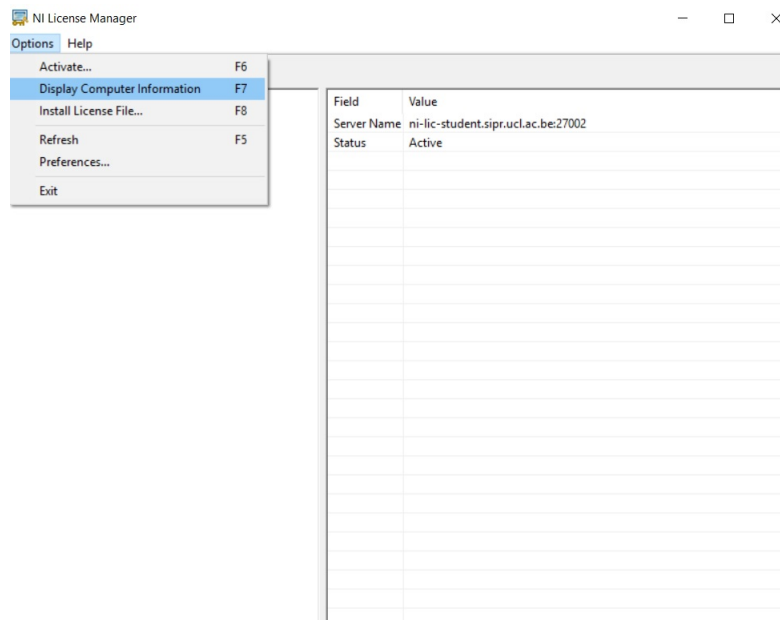 NI License Manager
Options Help
Activate... F6
Display Computer Information F7
Install License File... F8
Refresh F5
Preferences...
Exit
Field Value
Server Name ni-lic-student.sipr.ucl.ac.be:27002
Status Active